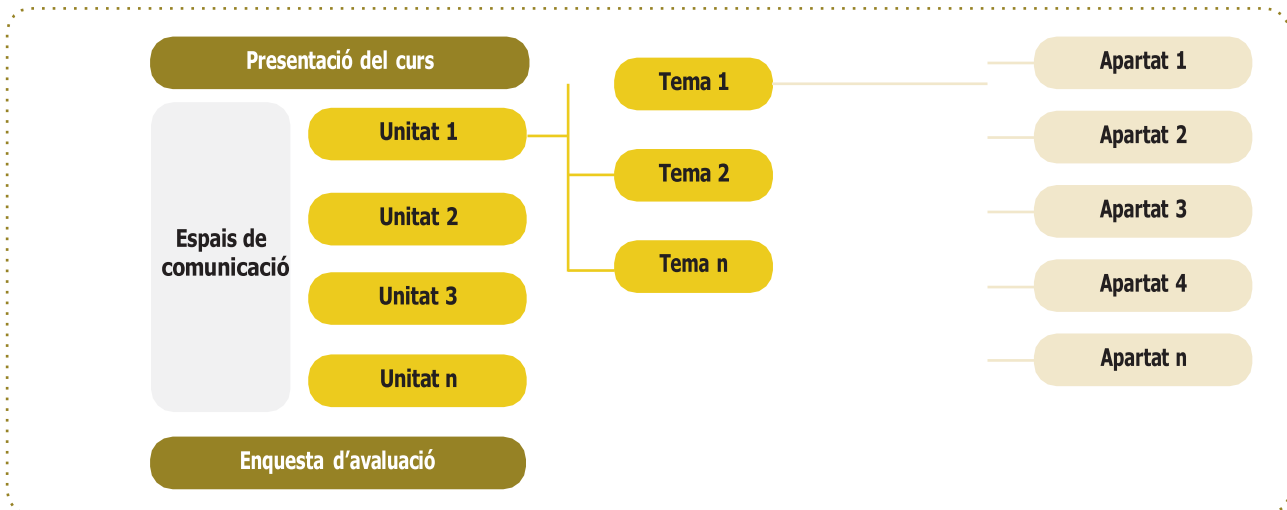 Presentació del curs
Espais de
comunicació
Unitat 1
Unitat 2
Unitat 3
Unitat n
Enquesta d’avaluació
Tema 1
Tema 2
Tema n
Apartat 1
Apartat 2
Apartat 3
Apartat 4
Apartat n